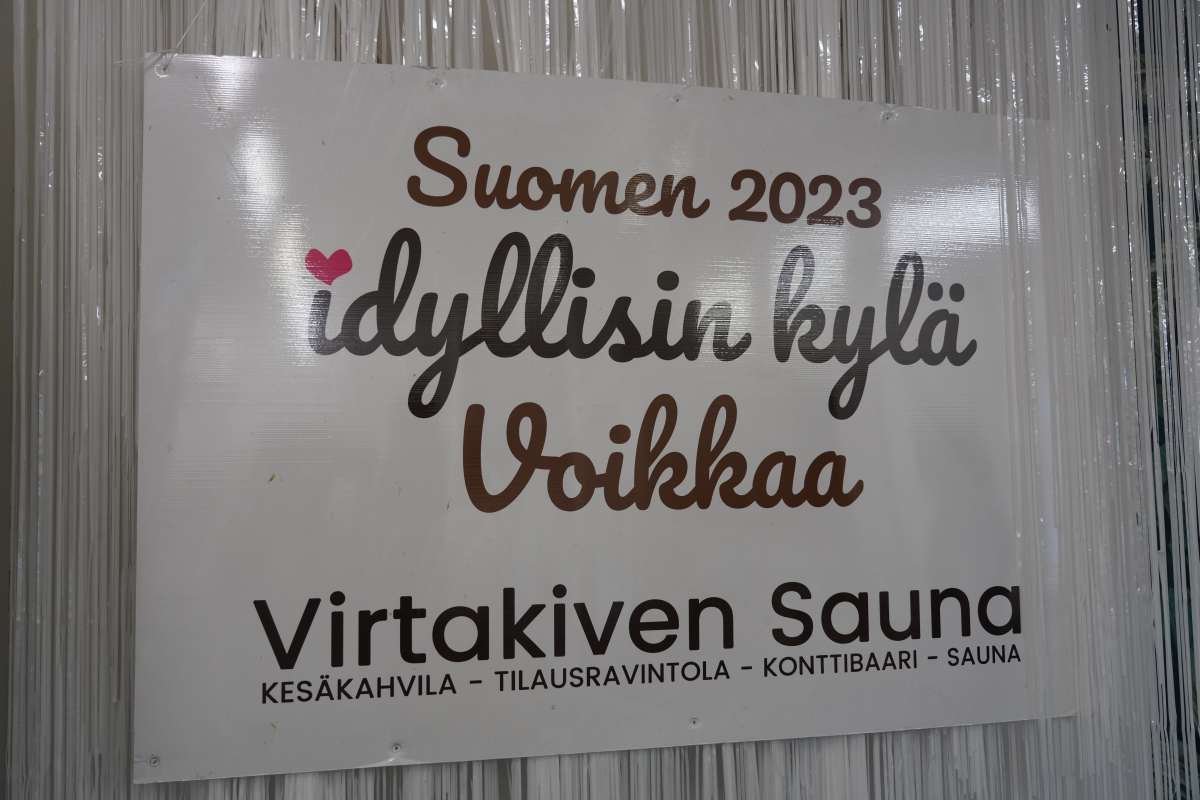 Suomen 2023
idyllisin kylä
Voikkaa
Virtakiven Sauna
KESÄKAHVILA - TILAUSRAVINTOLA - KONTTIBAARI - SAUNA